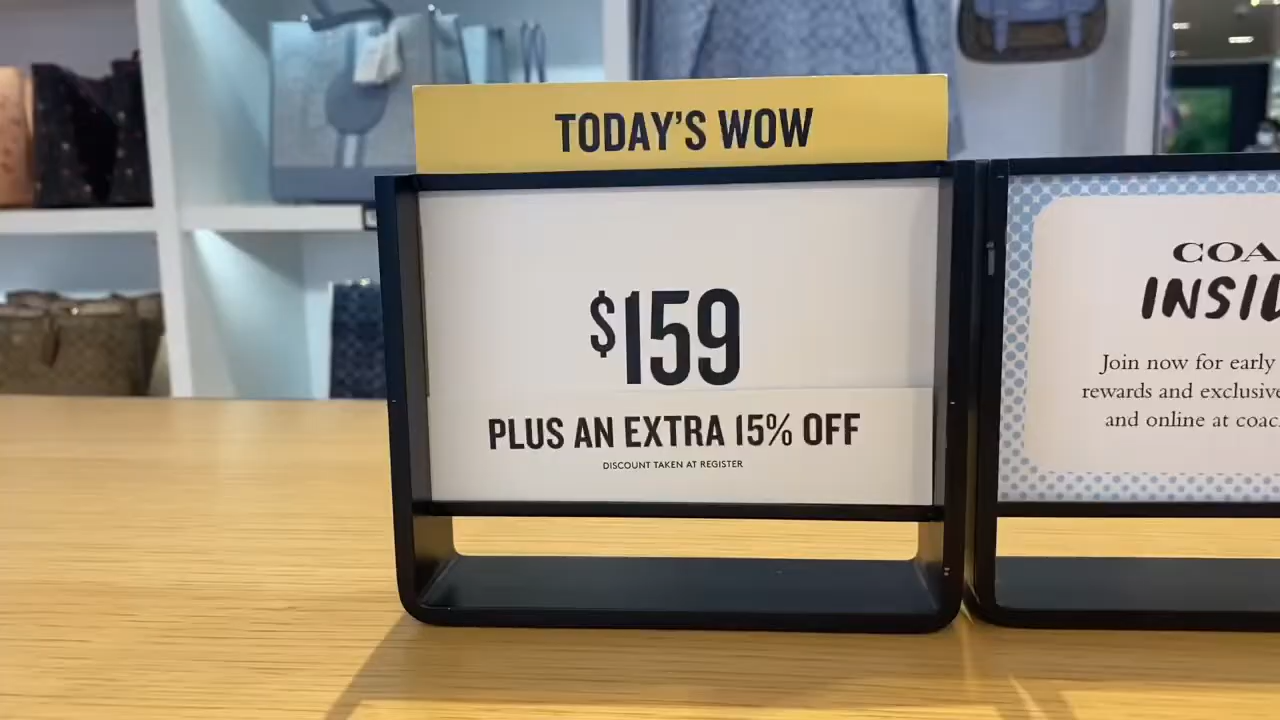 TODAY'S WOW
$159
PLUS AN EXTRA 15% OFF
DISCOUNT TAKEN AT REGISTER
Join now for early
rewards and exclusive
and online at